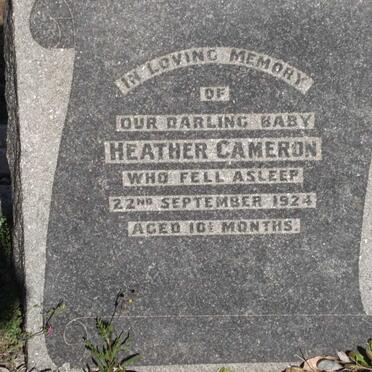 IN LOVING MEMORY
OF
OUR DARLING BABY
HEATHER CAMERON
WHO FELL ASLEEP
22ND SEPTEMBER 1924
AGED 10½ MONTHS.